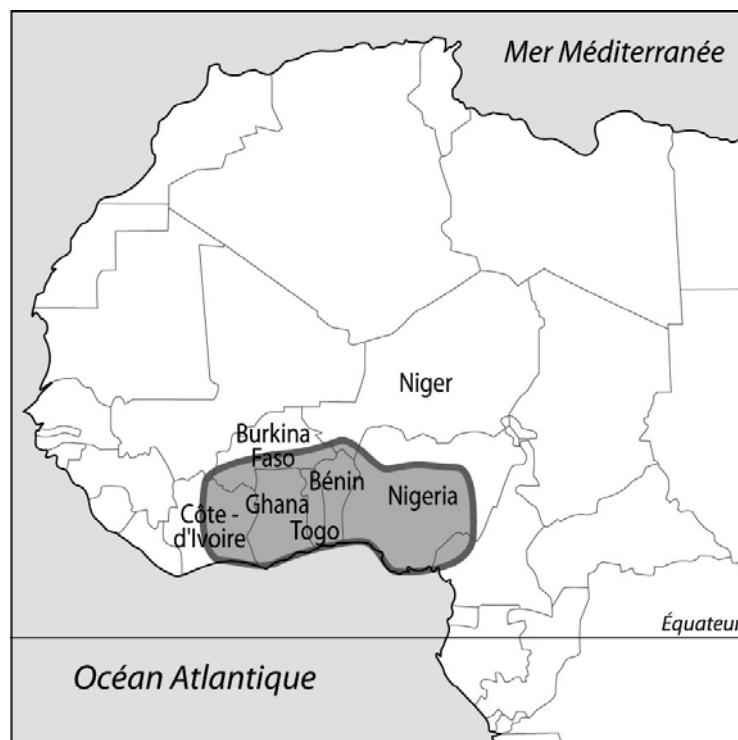 Mer Méditerranée
Niger
Burkina
Faso
Bénin
Nigeria
Ghana
Côte -
d'Ivoire
Togo
Équateur
Océan Atlantique